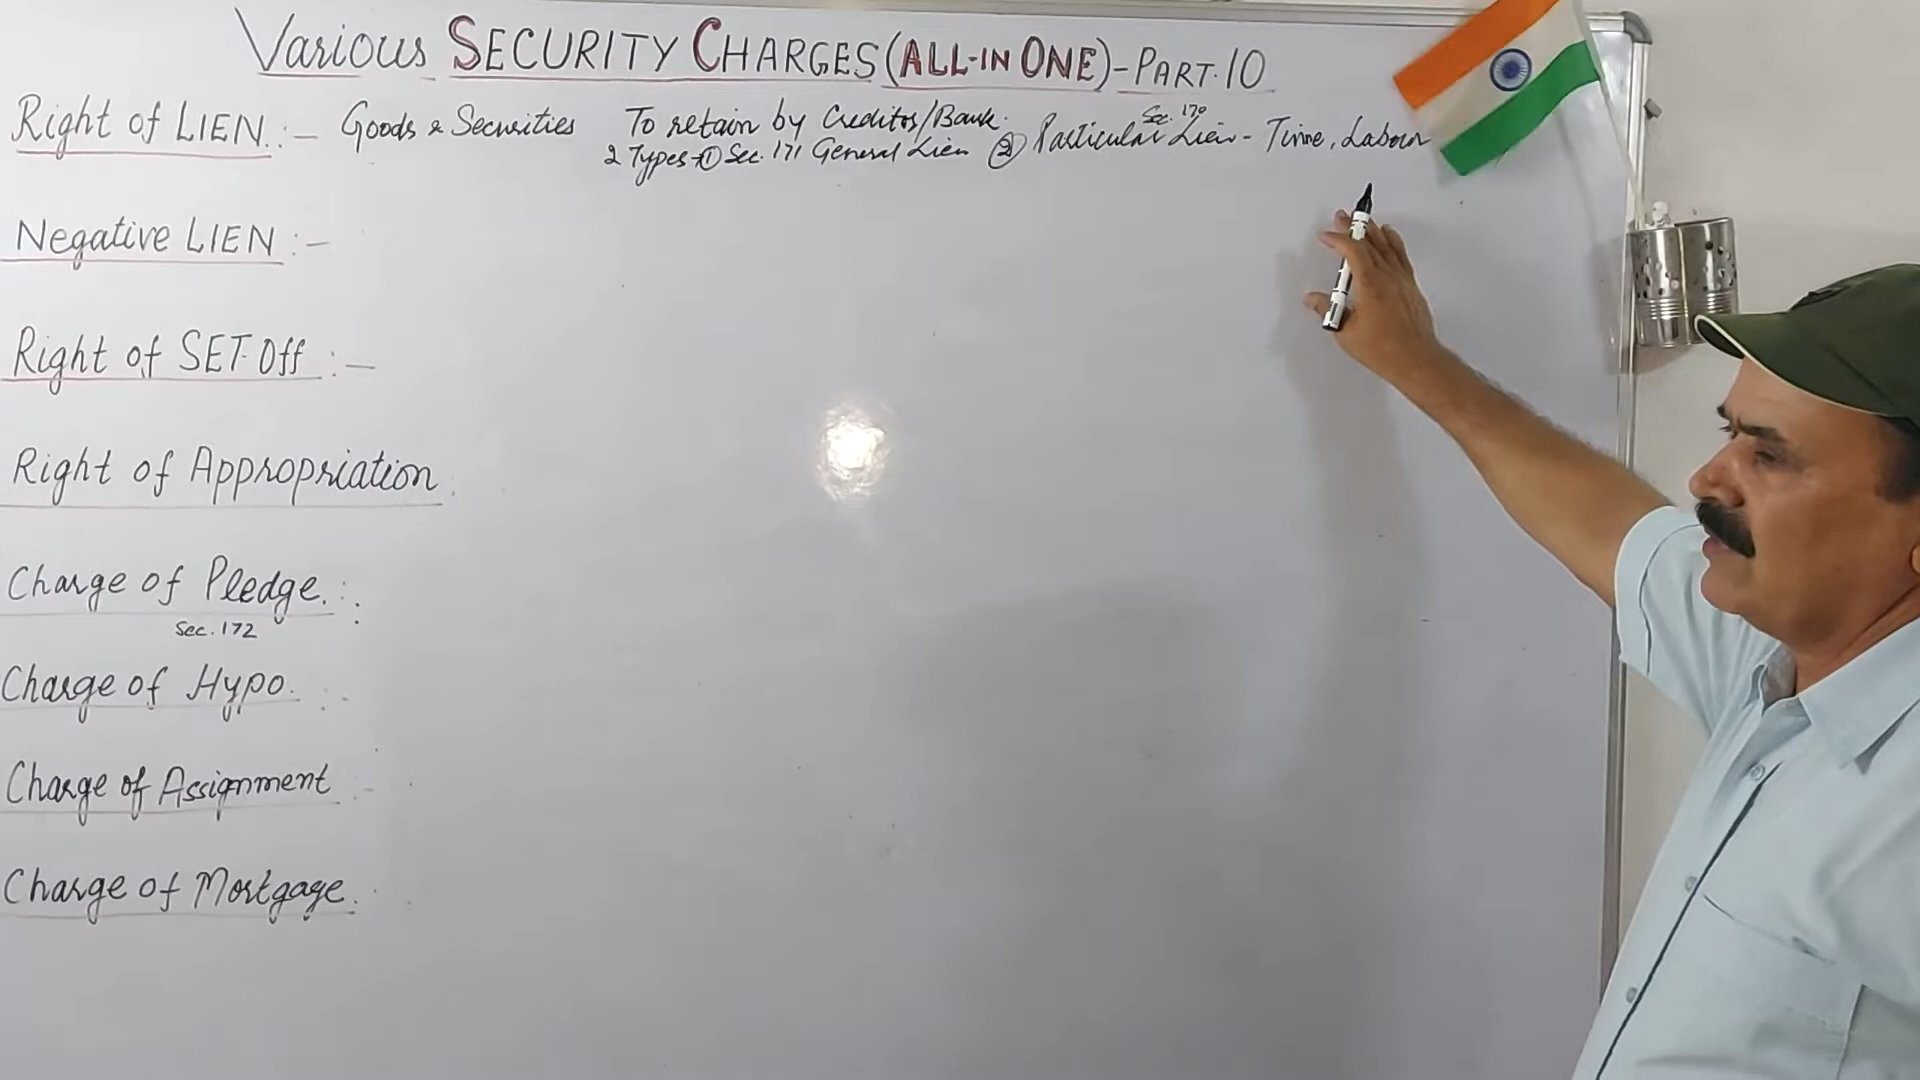 Various SECURITY CHARGES (ALL-IN ONE) - PART. 10
Right of LIEN :- Goods & Securities To retain by Creditos/Bank.
2 Types → ① Sec. 171 General Lien ② Particular Lien - Time, Labour
Sec. 170
Negative LIEN :-
Right of SET-Off :-
Right of Appropriation :
Charge of Pledge. :
Sec. 172
Charge of Hypo. :-
Charge of Assignment :-
Charge of Mortgage. :